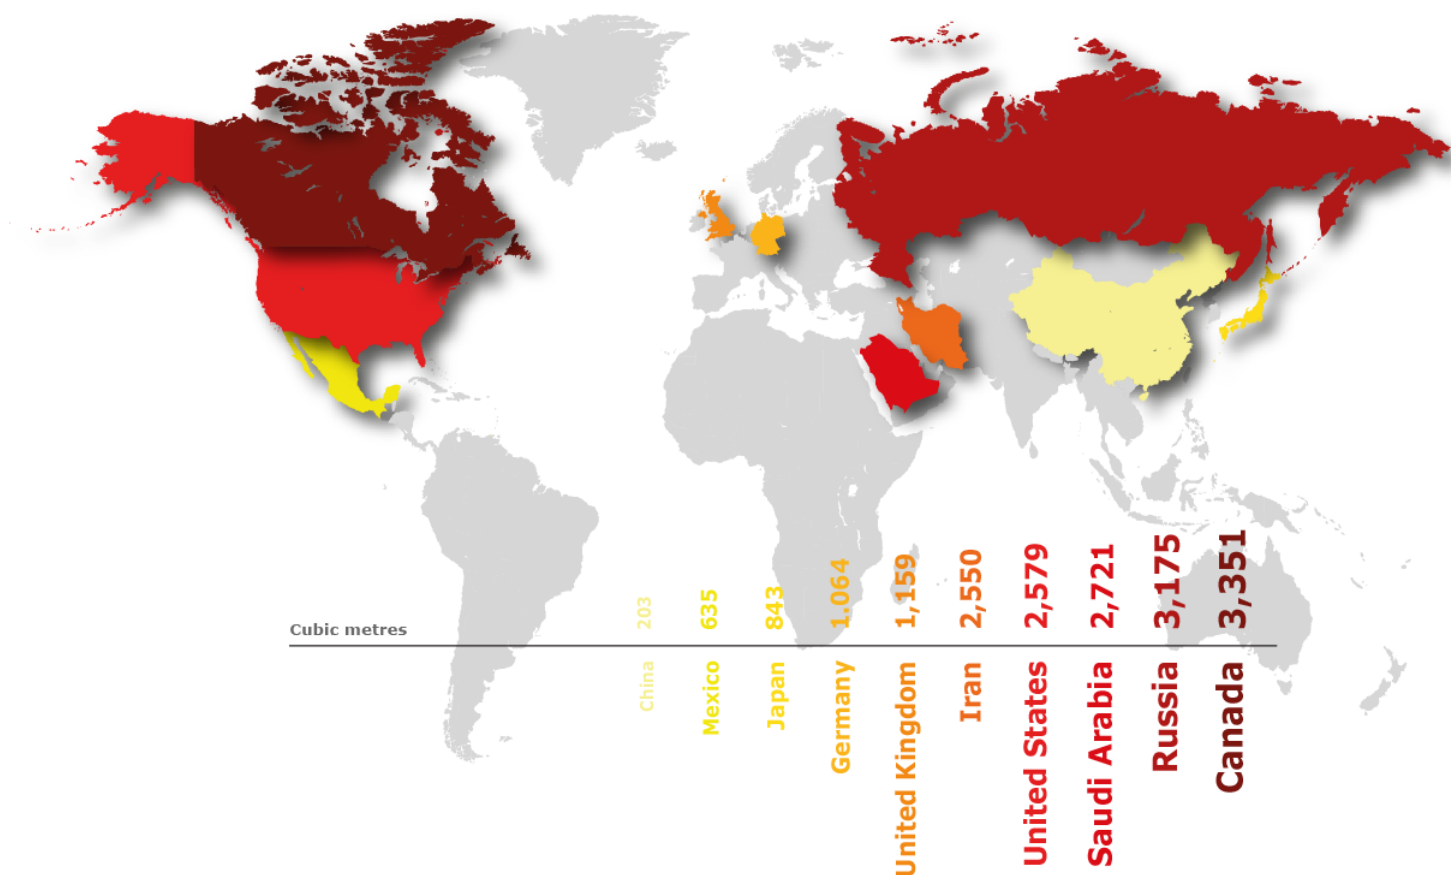 Cubic metres
203
635
843
1.064
1,159
2,550
2,579
2,721
3,175
3,351
China
Mexico
Japan
Germany
United Kingdom
Iran
United States
Saudi Arabia
Russia
Canada